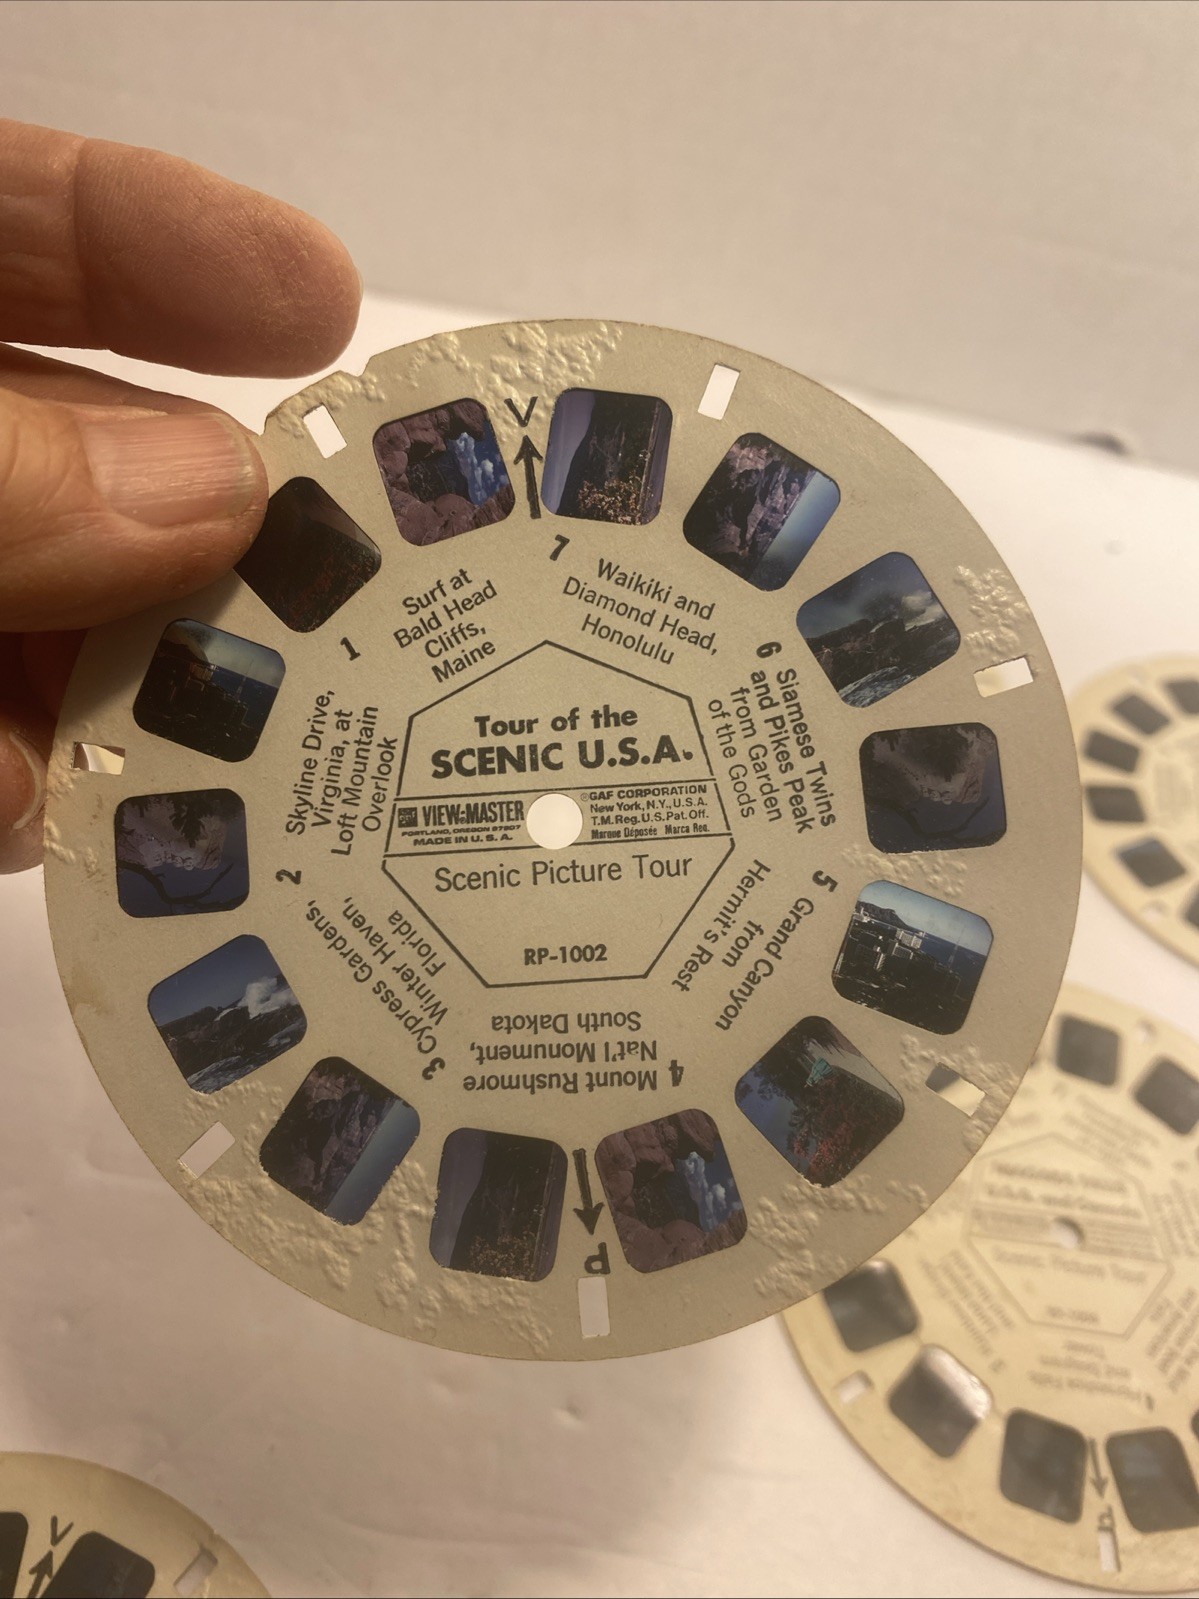 V
Tour of the
SCENIC U.S.A.
gaf VIEW-MASTER
PORTLAND, OREGON 97207
MADE IN U.S.A.
©GAF CORPORATION
New York, N.Y., U.S.A.
T.M. Reg. U.S. Pat. Off.
Marque Déposée Marca Reg.
Scenic Picture Tour
RP-1002
1
Surf at
Bald Head
Cliffs,
Maine
2
Skyline Drive,
Virginia, at
Loft Mountain
Overlook
3 Cypress Gardens,
Winter Haven,
Florida
4 Mount Rushmore
Nat'l Monument,
South Dakota
5 Grand Canyon
from
Hermit's Rest
6 Siamese Twins
and Pikes Peak
from Garden
of the Gods
7 Waikiki and
Diamond Head,
Honolulu
P
Scenic Picture Tour
P
V